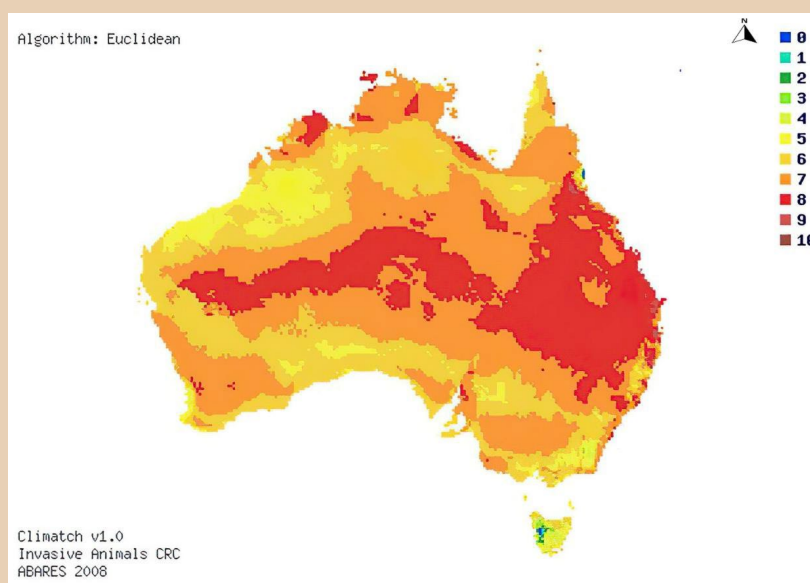 Algorithm: Euclidean
N
0
1
2
3
4
5
6
7
8
9
10
Climatch v1.0
Invasive Animals CRC
ABARES 2008